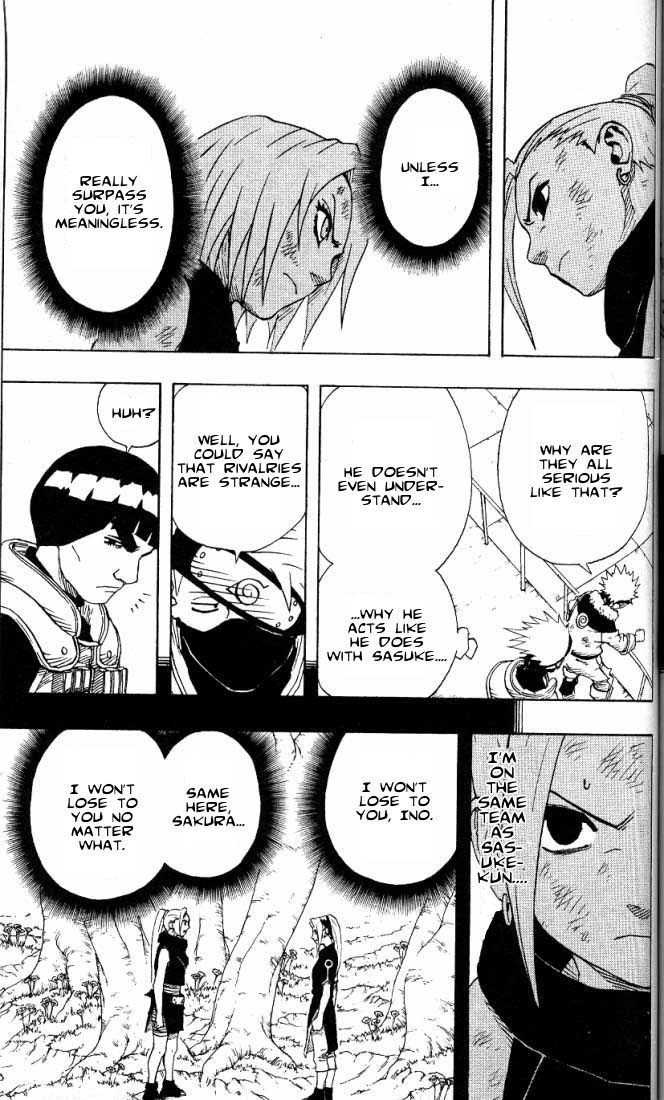 UNLESS
I...
REALLY
SURPASS
YOU, IT'S
MEANINGLESS.
WHY ARE
THEY ALL
SERIOUS
LIKE THAT?
HE DOESN'T
EVEN UNDER-
STAND...
...WHY HE
ACTS LIKE
HE DOES
WITH SASUKE....
WELL, YOU
COULD SAY
THAT RIVALRIES
ARE STRANGE...
HUH?
I'M
ON
THE
SAME
TEAM
AS
SAS-
UKE-
KUN....
I WON'T
LOSE TO
YOU, INO.
SAME
HERE,
SAKURA...
I WON'T
LOSE TO
YOU NO
MATTER
WHAT.